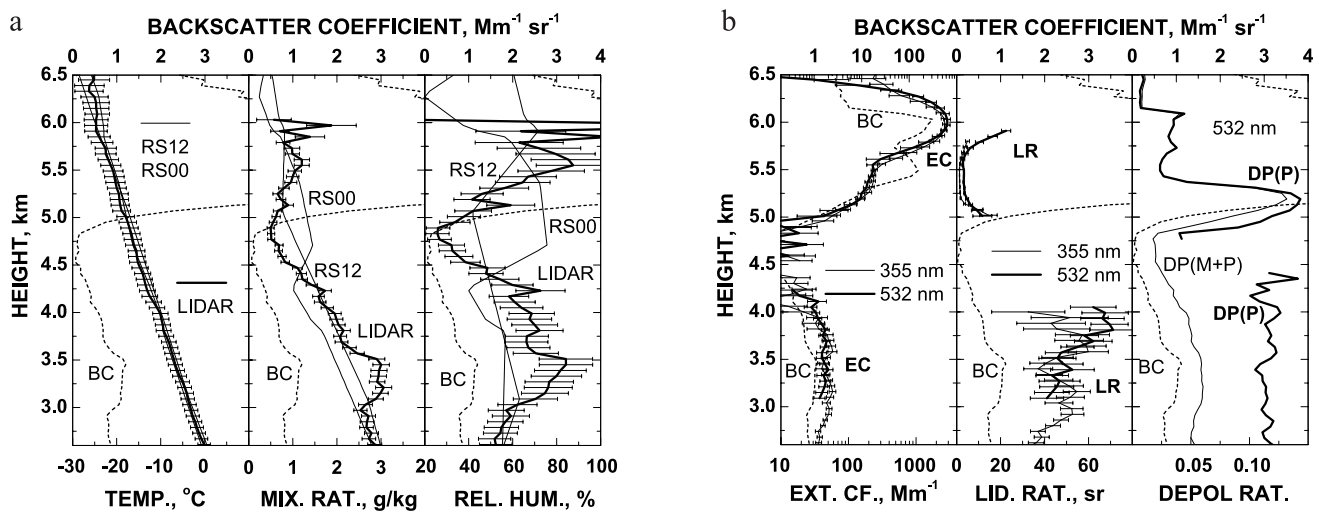 a
BACKSCATTER COEFFICIENT, Mm-1 sr-1
0 1 2 3 0 1 2 3 0 1 2 3 4
6.5
6.0
5.5
5.0
4.5
4.0
3.5
3.0
HEIGHT, km
RS12
RS00
LIDAR
BC
RS00
RS12
LIDAR
BC
RS12
RS00
LIDAR
BC
-30 -20 -10 0 0 1 2 3 20 40 60 80 100
TEMP., oC MIX. RAT., g/kg REL. HUM., %
b
BACKSCATTER COEFFICIENT, Mm-1 sr-1
1 10 100 0 1 2 3 0 1 2 3 4
6.5
6.0
5.5
5.0
4.5
4.0
3.5
3.0
HEIGHT, km
BC
EC
355 nm
532 nm
BC
EC
LR
355 nm
532 nm
BC
LR
532 nm
DP(P)
DP(M+P)
DP(P)
BC
10 100 1000 0 20 40 60 0.05 0.10
EXT. CF., Mm-1 LID. RAT., sr DEPOL RAT.